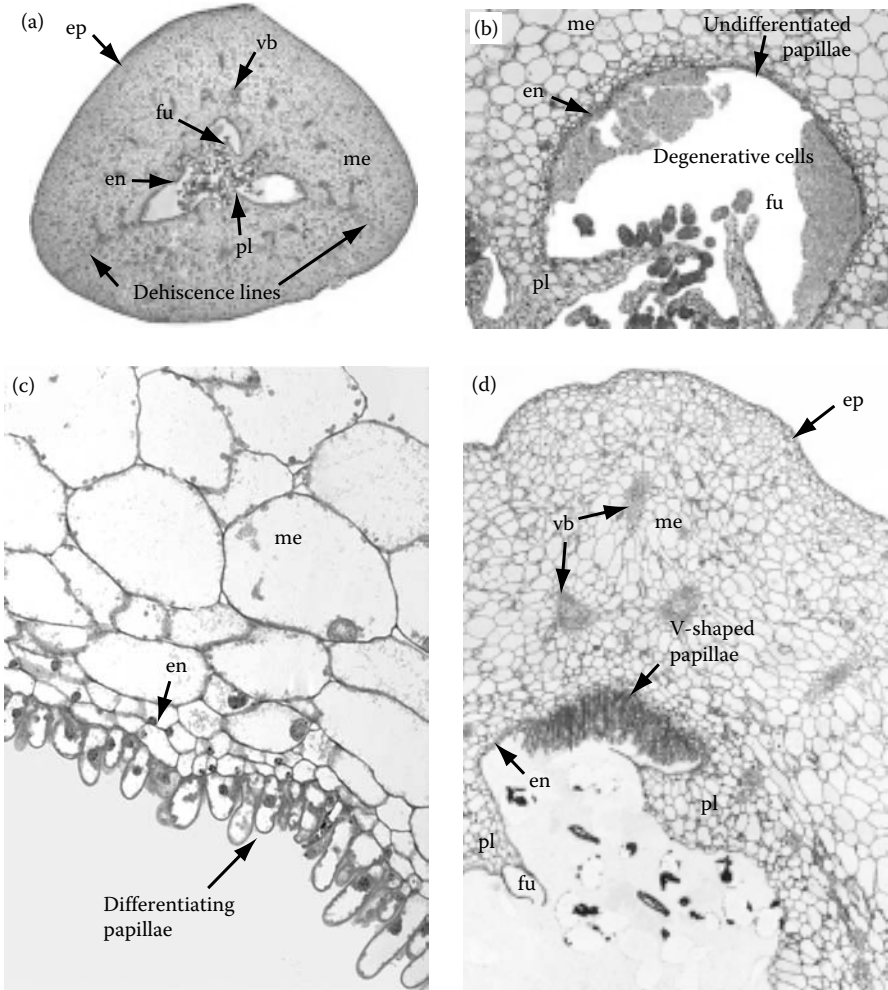 (a)
ep
vb
fu
me
en
pl
Dehiscence lines
(b)
me
Undifferentiated
papillae
en
Degenerative cells
fu
pl
(c)
me
en
Differentiating
papillae
(d)
ep
vb
me
V-shaped
papillae
en
pl
pl
fu